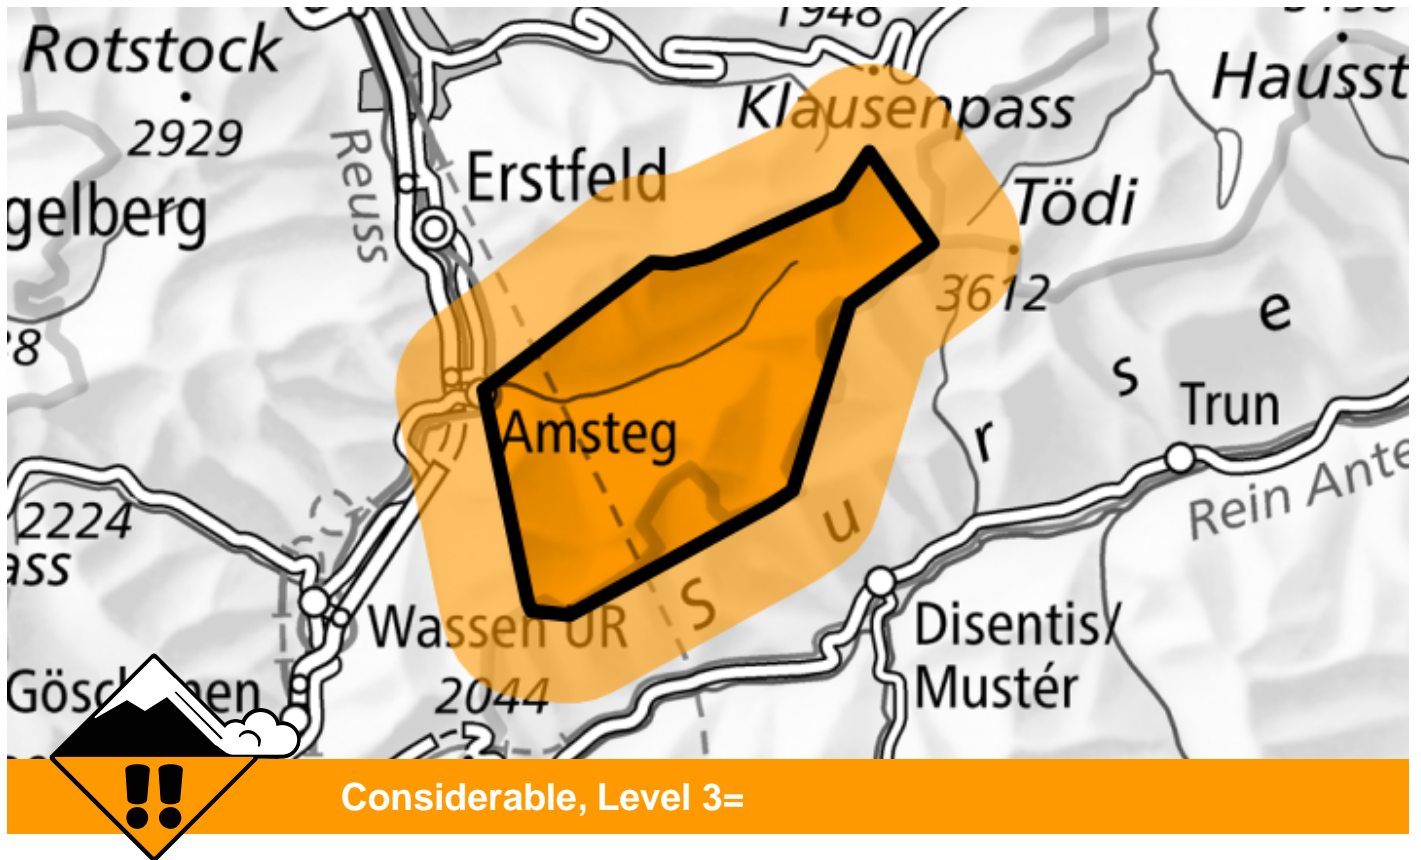 1948
Rotstock
2929
Klausenpass
Hausst
Reuss
Erstfeld
Tödi
gelberg
3612
e
s
Trun
Amsteg
r
Rein Ante
2224
ass
u
S
Wassen UR
Disentis/
Mustér
Göschenen
2044
Considerable, Level 3=